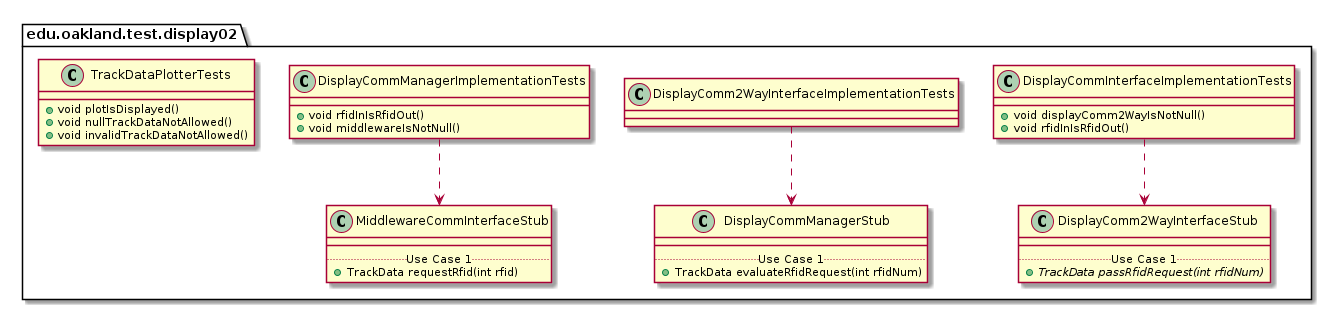 edu.oakland.test.display02
C TrackDataPlotterTests
void plotIsDisplayed()
void nullTrackDataNotAllowed()
void invalidTrackDataNotAllowed()
C DisplayCommManagerImplementationTests
void rfidInIsRfidOut()
void middlewareIsNotNull()
C DisplayComm2WayInterfaceImplementationTests
C DisplayCommInterfaceImplementationTests
void displayComm2WayIsNotNull()
void rfidInIsRfidOut()
C MiddlewareCommInterfaceStub
Use Case 1
TrackData requestRfid(int rfid)
C DisplayCommManagerStub
Use Case 1
TrackData evaluateRfidRequest(int rfidNum)
C DisplayComm2WayInterfaceStub
Use Case 1
TrackData passRfidRequest(int rfidNum)